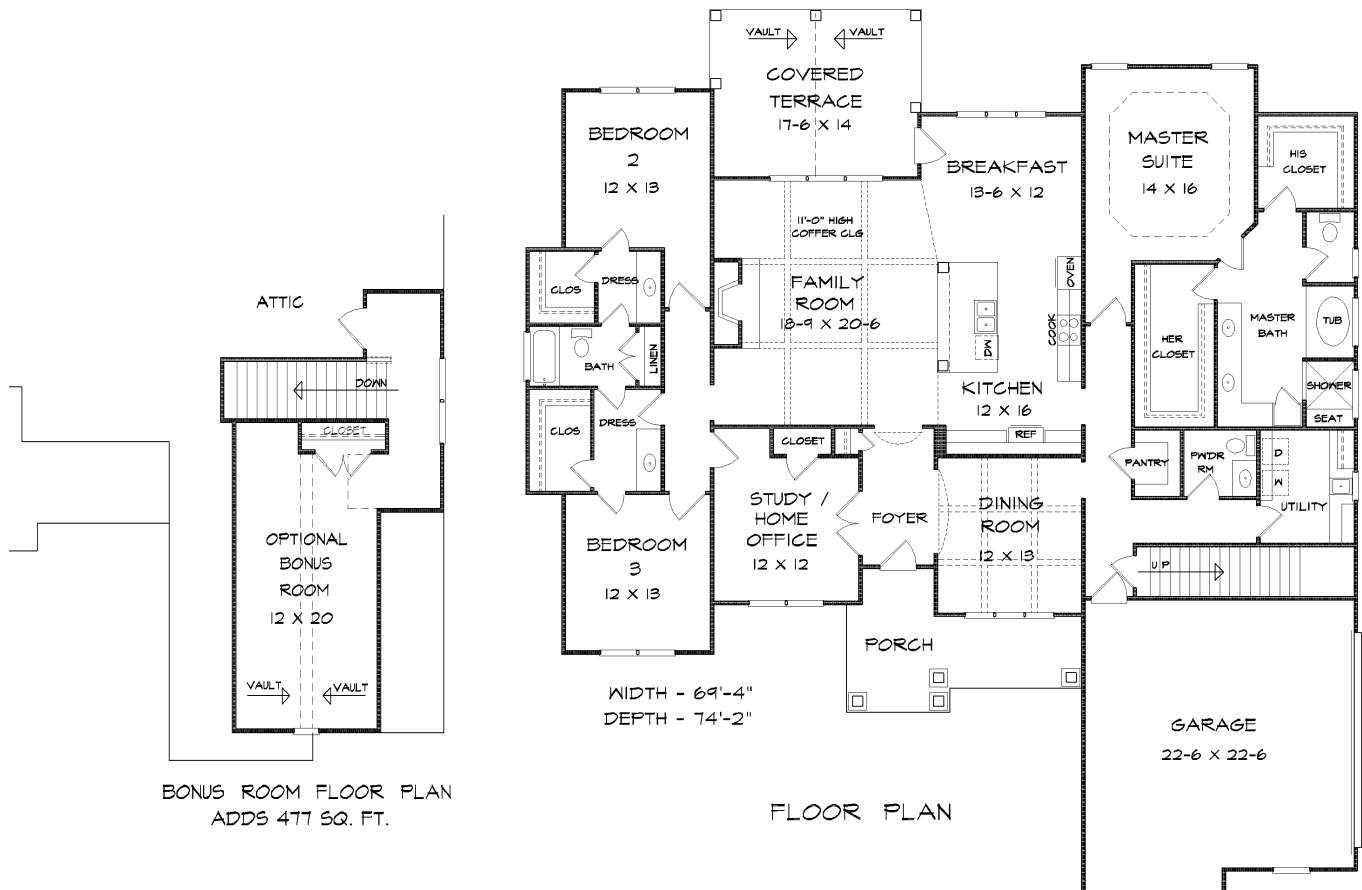 VAULT
VAULT
COVERED
TERRACE
17-6 X 14
BEDROOM
2
12 X 13
BREAKFAST
13-6 X 12
MASTER
SUITE
14 X 16
HIS
CLOSET
11'-0" HIGH
COFFER CLG
CLOS
DRESS
FAMILY
ROOM
18-9 X 20-6
OVEN
COOK
DW
BATH
LINEN
HER
CLOSET
MASTER
BATH
TUB
SHOWER
SEAT
KITCHEN
12 X 16
REF
CLOS
DRESS
CLOSET
PANTRY
PWDR
RM
D
W
UTILITY
STUDY /
HOME
OFFICE
12 X 12
FOYER
DINING
ROOM
12 X 13
BEDROOM
3
12 X 13
UP
PORCH
GARAGE
22-6 X 22-6
WIDTH - 69'-4"
DEPTH - 74'-2"
FLOOR PLAN
ATTIC
DOWN
CLOSET
OPTIONAL
BONUS
ROOM
12 X 20
VAULT
VAULT
BONUS ROOM FLOOR PLAN
ADDS 477 SQ. FT.